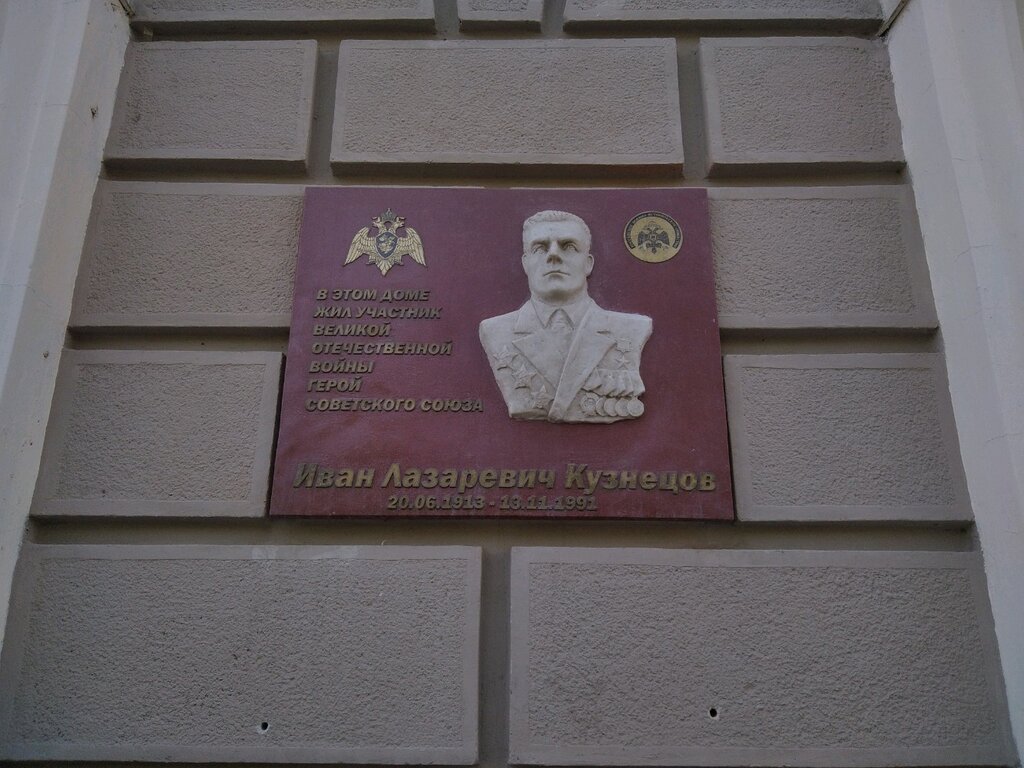 В ЭТОМ ДОМЕ
ЖИЛ УЧАСТНИК
ВЕЛИКОЙ
ОТЕЧЕСТВЕННОЙ
ВОЙНЫ
ГЕРОЙ
СОВЕТСКОГО СОЮЗА
Иван Лазаревич Кузнецов
20.06.1913 - 13.11.1991